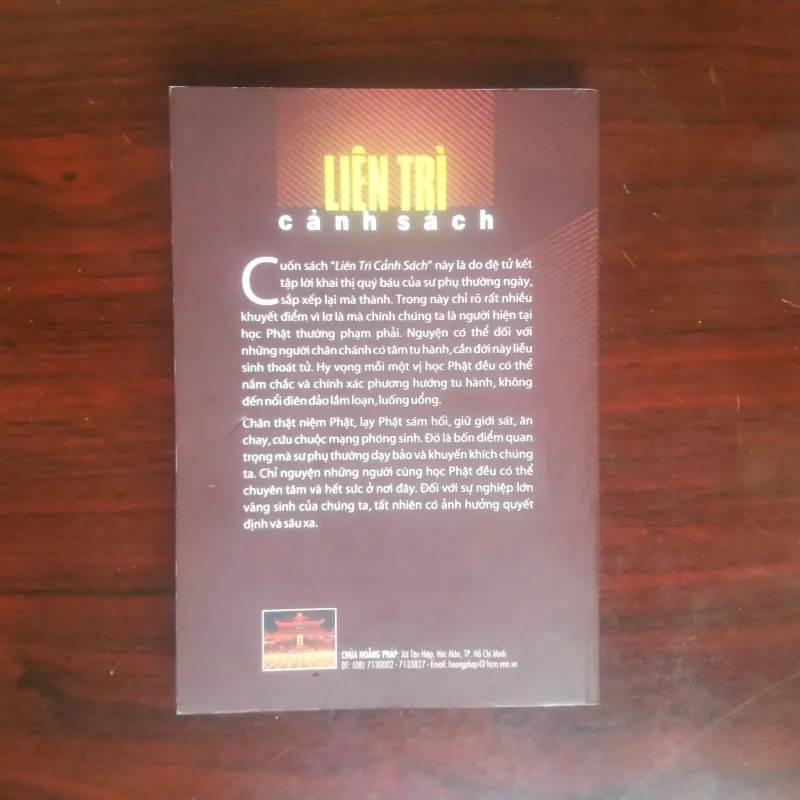 LIÊN TRÌ
cảnh sách
Cuốn sách "Liên Trì Cảnh Sách" này là do đệ tử kết
tập lời khai thị quý báu của sư phụ thường ngày,
sắp xếp lại mà thành. Trong này chỉ rõ rất nhiều
khuyết điểm vì lơ là mà chính chúng ta là người hiện tại
học Phật thường phạm phải. Nguyện có thể đối với
những người chân chánh có tâm tu hành, cần đời này liễu
sinh thoát tử. Hy vọng mỗi một vị học Phật đều có thể
nắm chắc và chính xác phương hướng tu hành, không
đến nỗi điên đảo lầm loạn, luống uổng.
Chân thật niệm Phật, lạy Phật sám hối, giữ giới sát, ăn
chay, cứu chuộc mạng phóng sinh. Đó là bốn điểm quan
trọng mà sư phụ thường dạy bảo và khuyến khích chúng
ta. Chỉ nguyện những người cùng học Phật đều có thể
chuyên tâm và hết sức ở nơi đây. Đối với sự nghiệp lớn
vãng sinh của chúng ta, tất nhiên có ảnh hưởng quyết
định và sâu xa.
CHÙA HOẰNG PHÁP: Xã Tân Hiệp, Hóc Môn, TP. Hồ Chí Minh
ĐT: (08) 7130002 - 7133827 - Email: hoangphap@hcm.vnn.vn